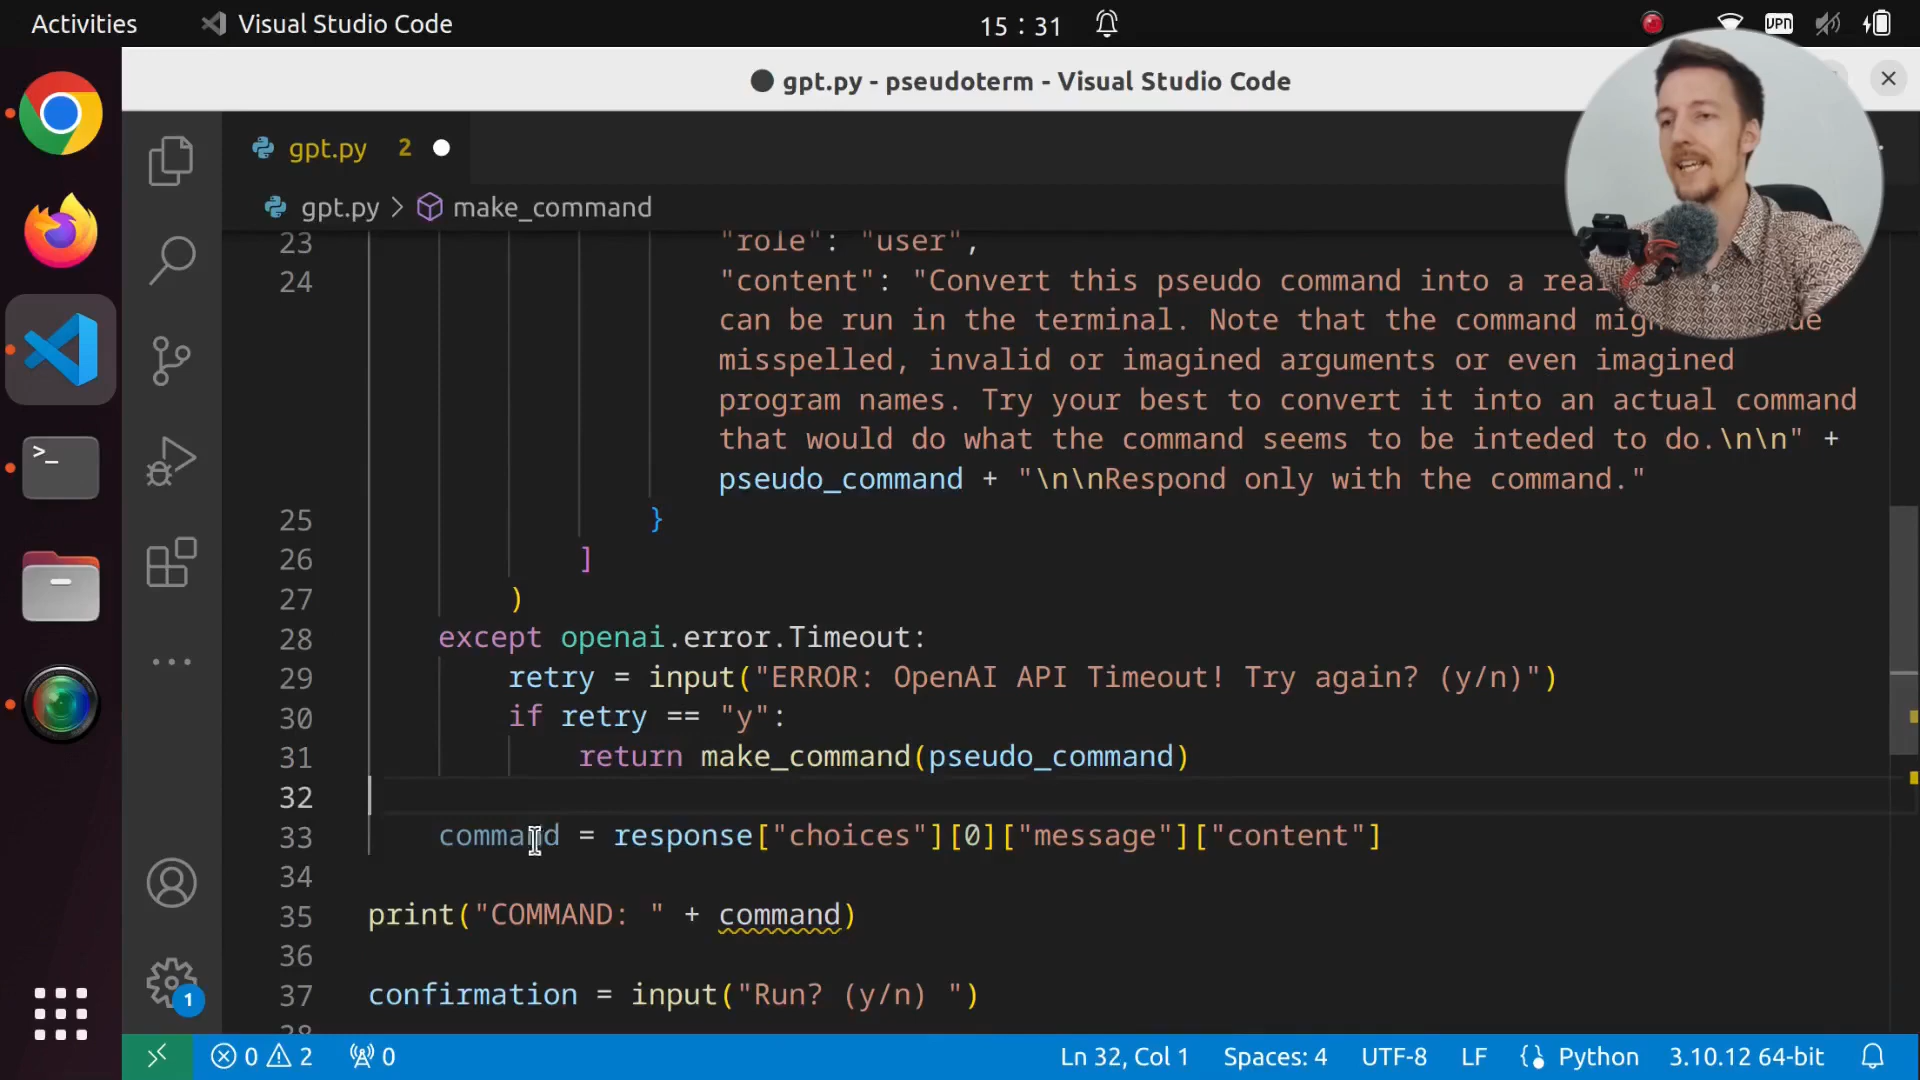 Activities
Visual Studio Code
15 : 31
VPN
gpt.py - pseudoterm - Visual Studio Code
gpt.py 2
gpt.py > make_command
23 "role": "user",
24 "content": "Convert this pseudo command into a
can be run in the terminal. Note that the command
misspelled, invalid or imagined arguments or even imagined
program names. Try your best to convert it into an actual command
that would do what the command seems to be inteded to do.\n\n" +
pseudo_command + "\n\nRespond only with the command."
25 }
26 ]
27 )
28 except openai.error.Timeout:
29 retry = input("ERROR: OpenAI API Timeout! Try again? (y/n)")
30 if retry == "y":
31 return make_command(pseudo_command)
32
33 command = response["choices"][0]["message"]["content"]
34
35 print("COMMAND: " + command)
36
37 confirmation = input("Run? (y/n) ")
1
0 2 0
Ln 32, Col 1 Spaces: 4 UTF-8 LF Python 3.10.12 64-bit